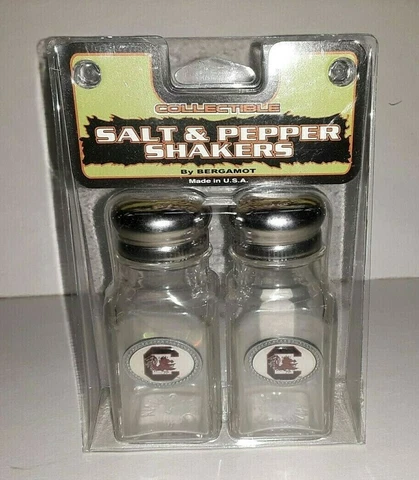 COLLECTIBLE
SALT & PEPPER
SHAKERS
By BERGAMOT
Made in U.S.A.
C C